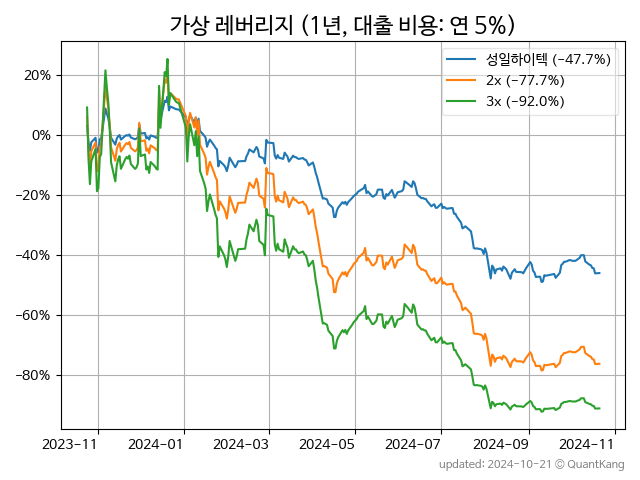 가상 레버리지 (1년, 대출 비용: 연 5%)
성일하이텍 (−47.7%)
2x (−77.7%)
3x (−92.0%)
20%
0%
−20%
−40%
−60%
−80%
2023−11 2024−01 2024−03 2024−05 2024−07 2024−09 2024−11
updated: 2024-10-21 © QuantKang